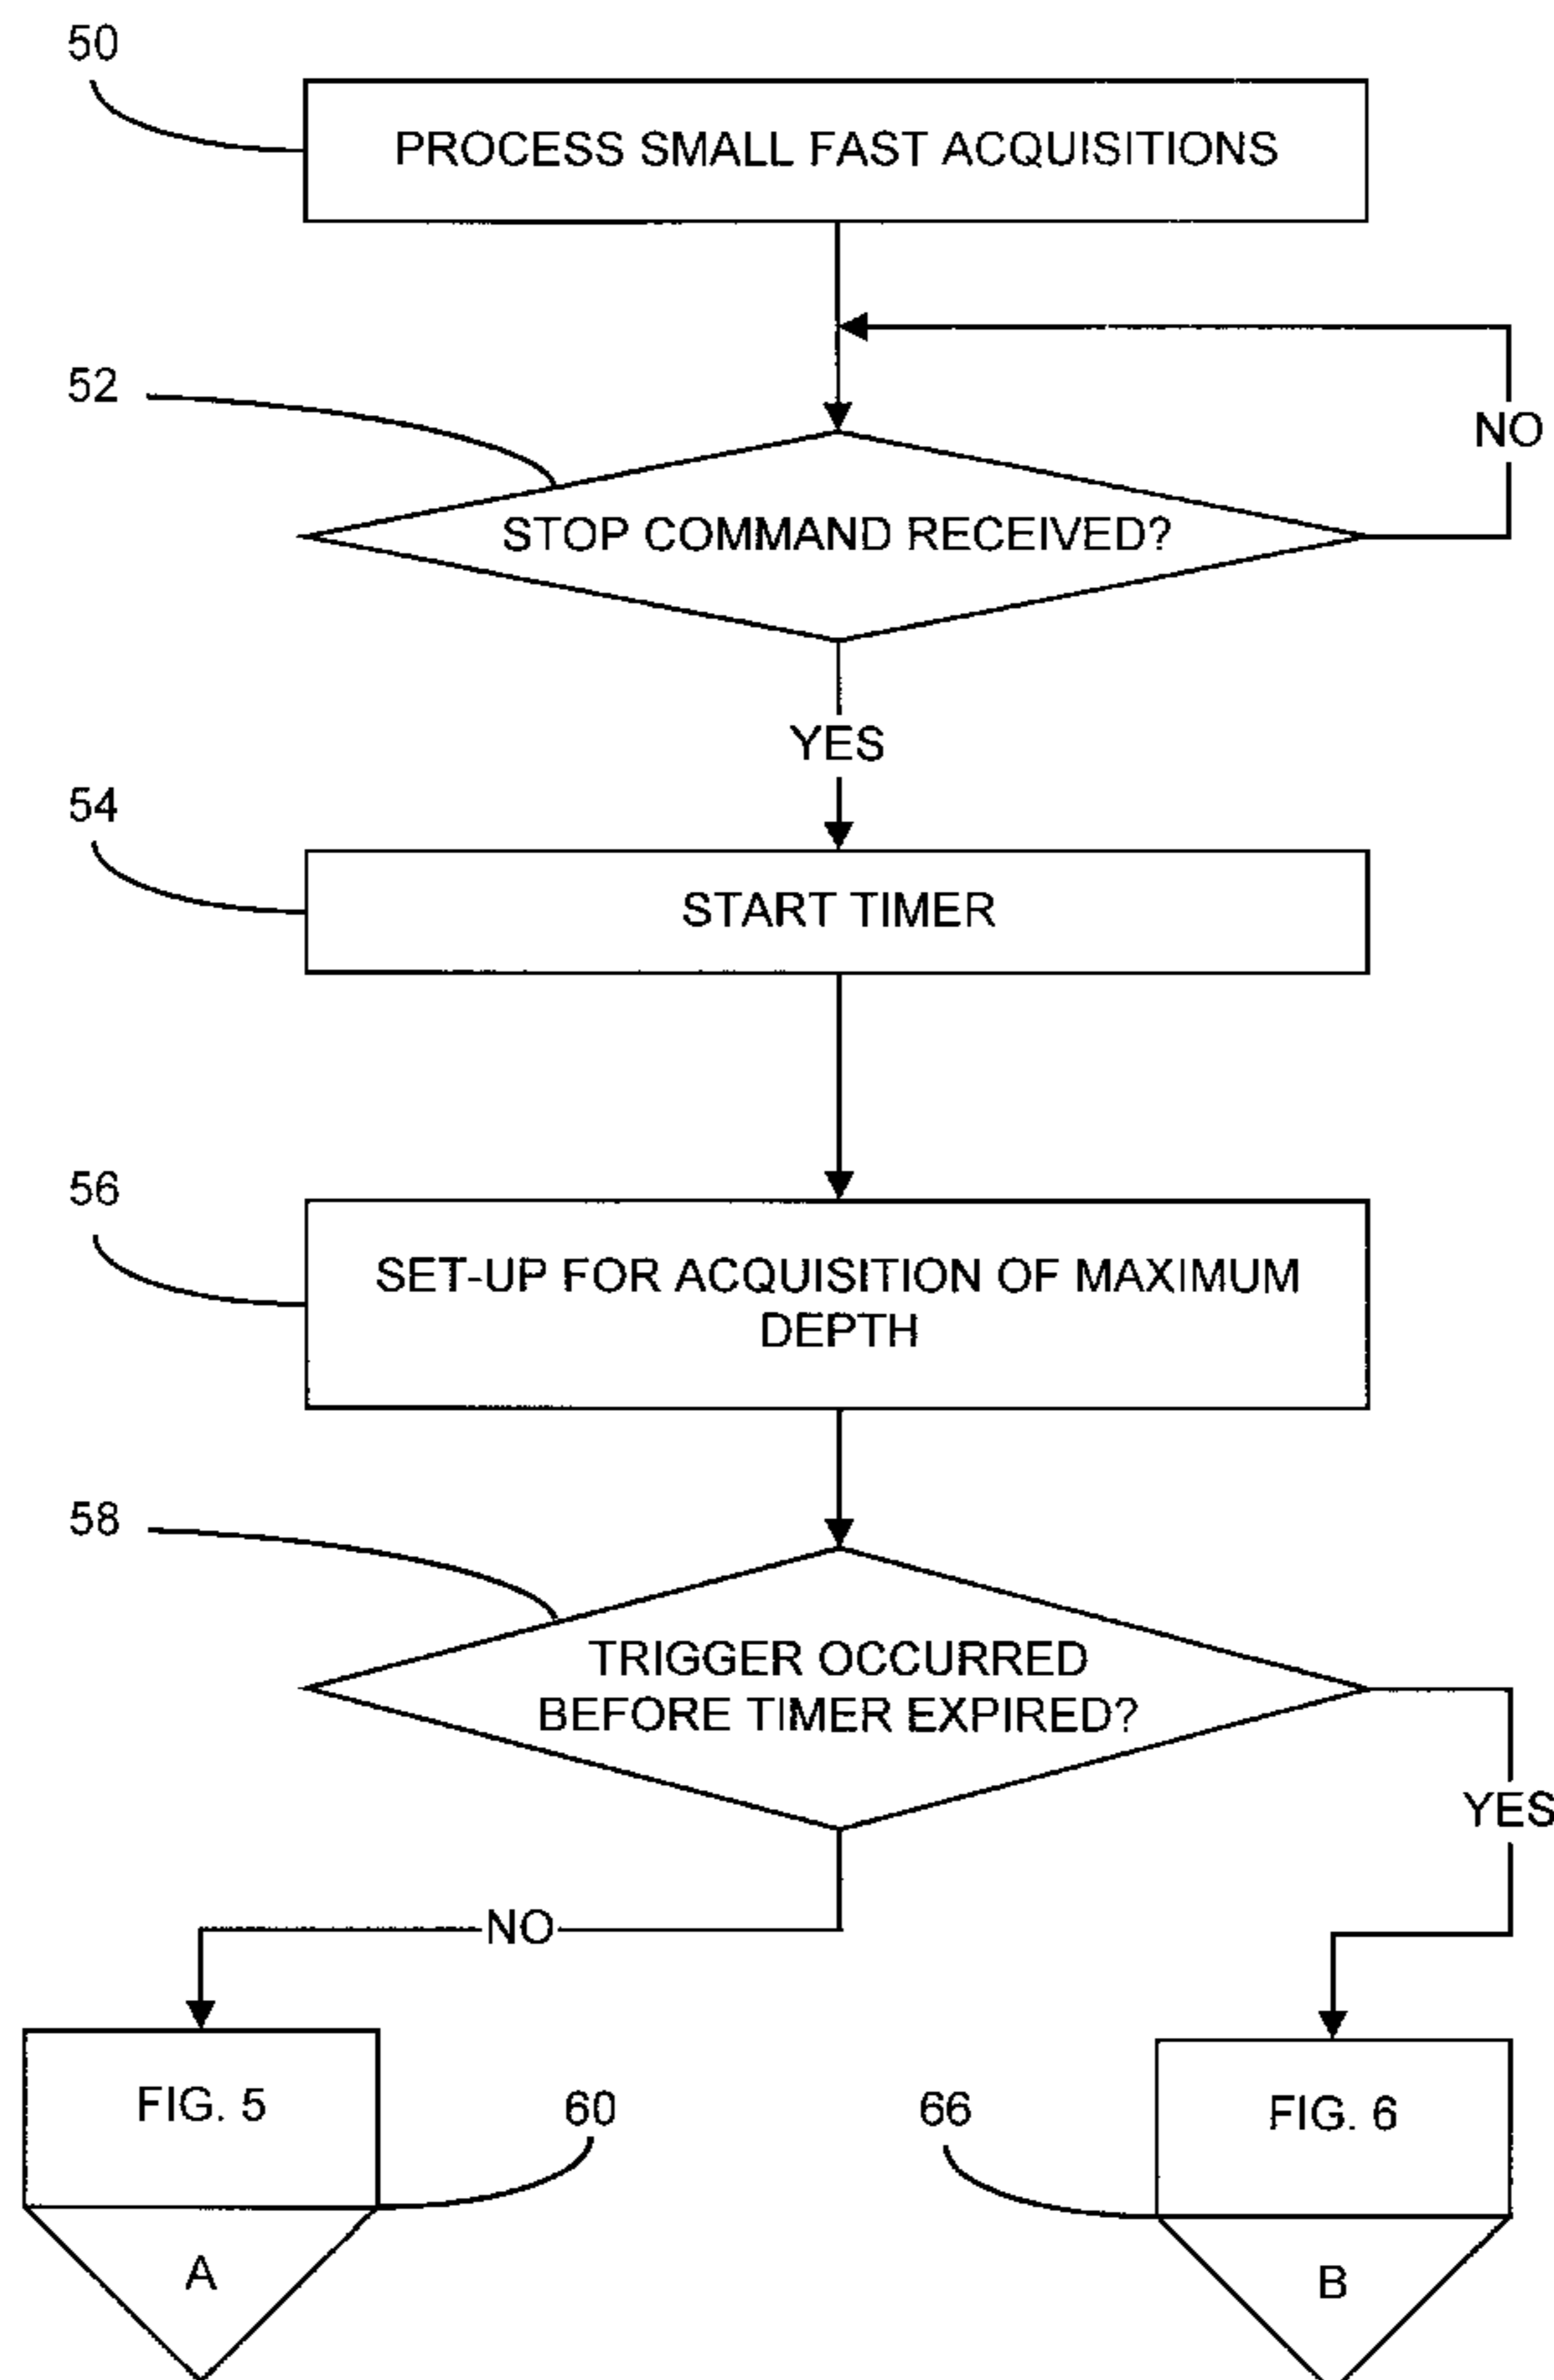 50
PROCESS SMALL FAST ACQUISITIONS
52
NO
STOP COMMAND RECEIVED?
YES
54
START TIMER
56
SET-UP FOR ACQUISITION OF MAXIMUM
DEPTH
58
TRIGGER OCCURRED
BEFORE TIMER EXPIRED?
YES
NO
FIG. 5
60
66
FIG. 6
A
B